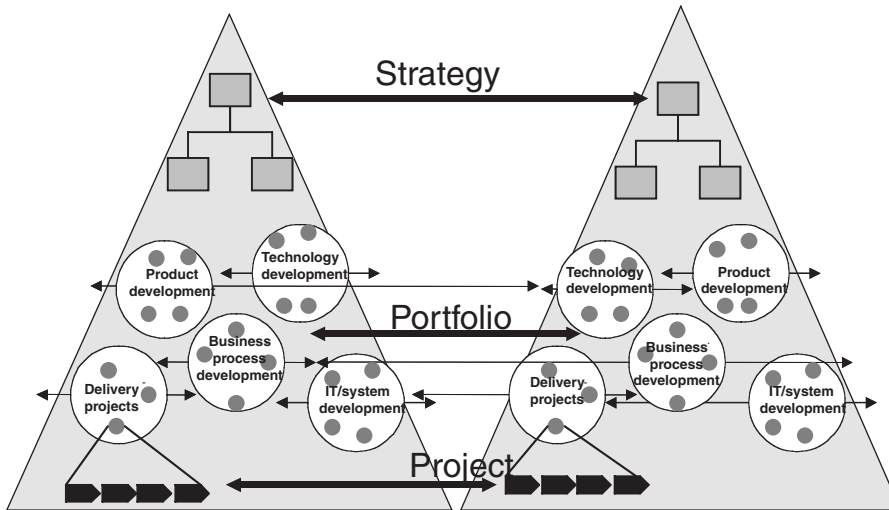 Strategy
Technology
development
Product
development
Technology
development
Product
development
Portfolio
Business
process
development
Business
process
development
Delivery
projects
IT/system
development
Delivery
projects
IT/system
development
Project